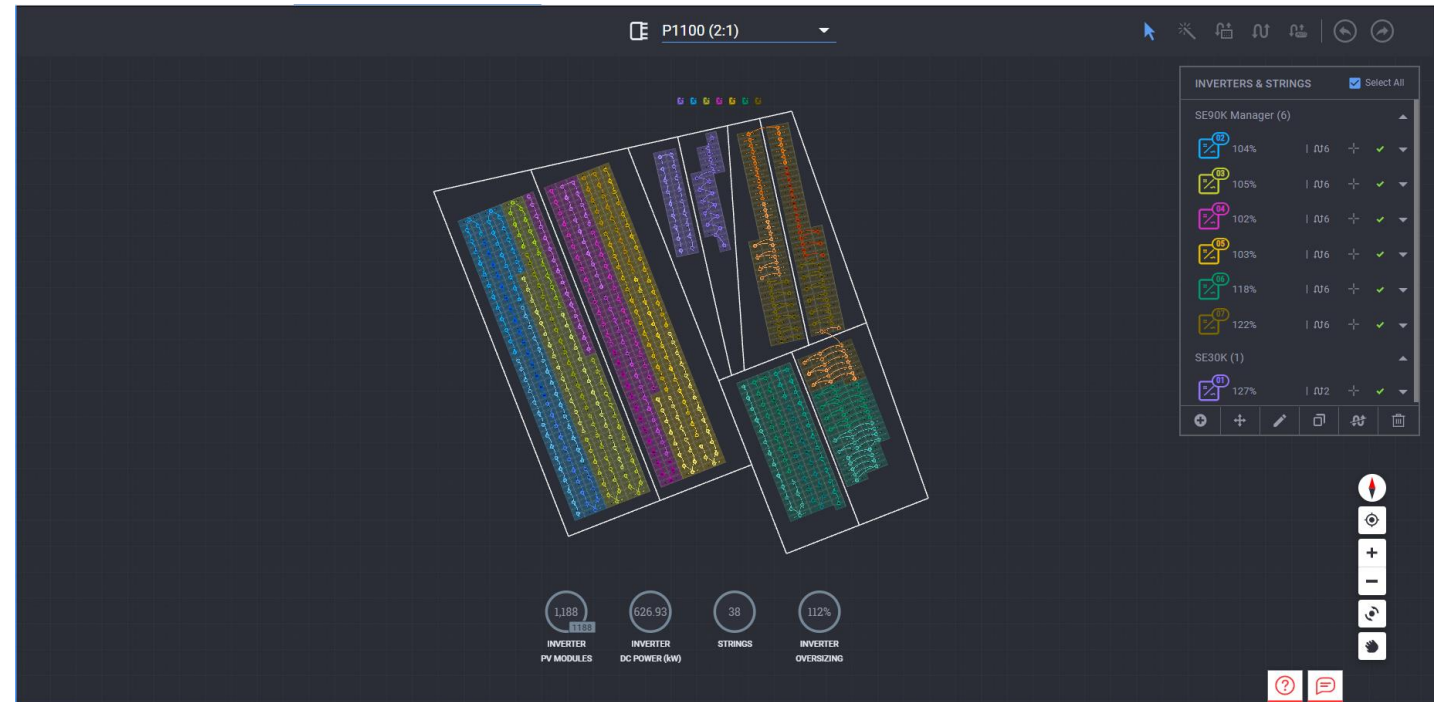 P1100 (2:1)
INVERTERS & STRINGS
Select All
SE90K Manager (6)
02
104%
6
03
105%
6
04
102%
6
05
103%
6
06
118%
6
07
122%
6
SE30K (1)
01
127%
2
1,188
1188
INVERTER
PV MODULES
626.93
INVERTER
DC POWER (kW)
38
STRINGS
112%
INVERTER
OVERSIZING